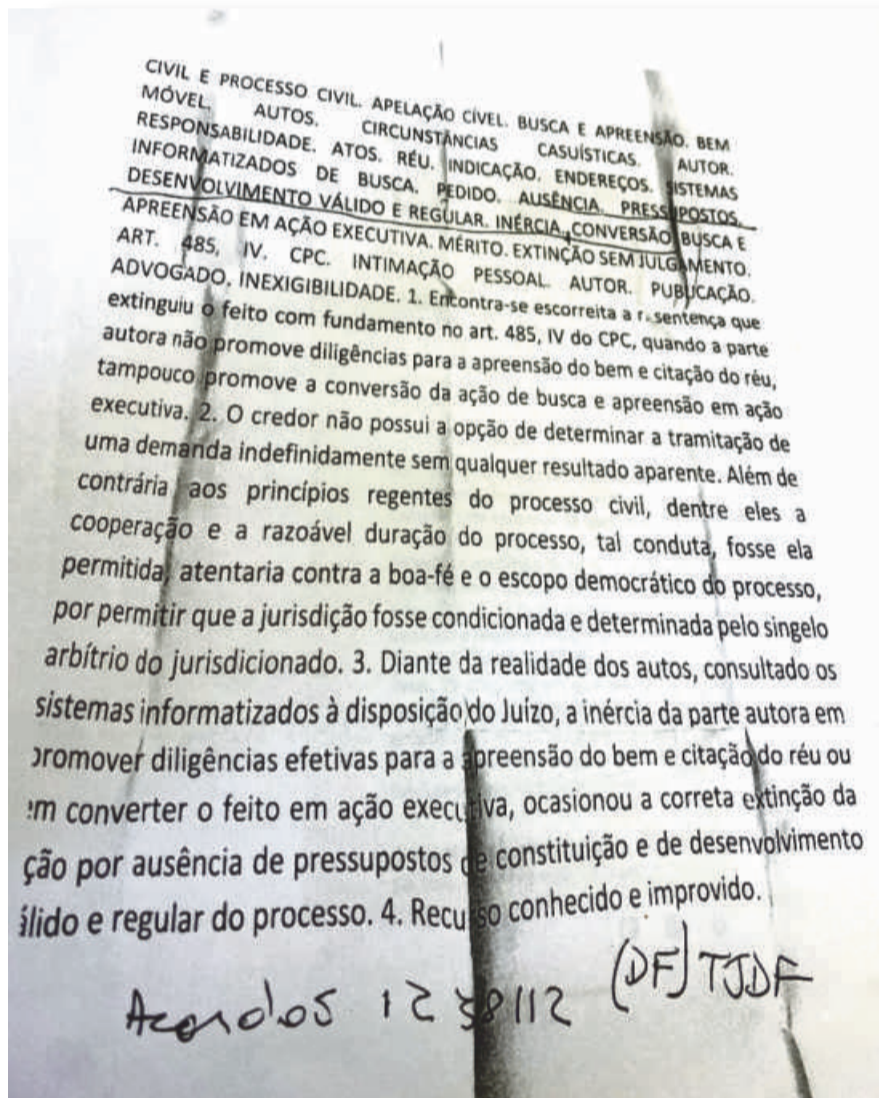 CIVIL E PROCESSO CIVIL. APELAÇÃO CÍVEL. BUSCA E APREENSÃO. BEM
MÓVEL. AUTOS. CIRCUNSTÂNCIAS CASUÍSTICAS. AUTOR.
RESPONSABILIDADE. ATOS. RÉU. INDICAÇÃO. ENDEREÇOS. SISTEMAS
INFORMATIZADOS DE BUSCA. PEDIDO. AUSÊNCIA. PRESSUPOSTOS.
DESENVOLVIMENTO VÁLIDO E REGULAR. INÉRCIA. CONVERSÃO BUSCA E
APREENSÃO EM AÇÃO EXECUTIVA. MÉRITO. EXTINÇÃO SEM JULGAMENTO.
ART. 485, IV. CPC. INTIMAÇÃO PESSOAL. AUTOR. PUBLICAÇÃO.
ADVOGADO. INEXIGIBILIDADE. 1. Encontra-se escorreita a r. sentença que
extinguiu o feito com fundamento no art. 485, IV do CPC, quando a parte
autora não promove diligências para a apreensão do bem e citação do réu,
tampouco promove a conversão da ação de busca e apreensão em ação
executiva. 2. O credor não possui a opção de determinar a tramitação de
uma demanda indefinidamente sem qualquer resultado aparente. Além de
contrária aos princípios regentes do processo civil, dentre eles a
cooperação e a razoável duração do processo, tal conduta, fosse ela
permitida, atentaria contra a boa-fé e o escopo democrático do processo,
por permitir que a jurisdição fosse condicionada e determinada pelo singelo
arbítrio do jurisdicionado. 3. Diante da realidade dos autos, consultado os
sistemas informatizados à disposição do Juízo, a inércia da parte autora em
promover diligências efetivas para a apreensão do bem e citação do réu ou
em converter o feito em ação executiva, ocasionou a correta extinção da
ção por ausência de pressupostos de constituição e de desenvolvimento
álido e regular do processo. 4. Recurso conhecido e improvido.
1238112 (DF) TJDF